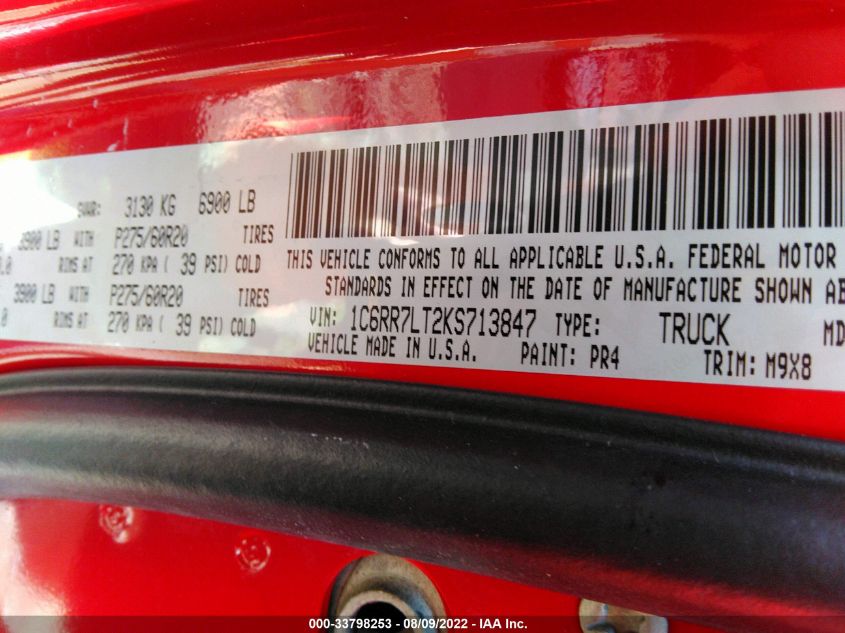 GVWR: 3130 KG 6900 LB
3900 LB WITH P275/60R20 TIRES
RIMS AT 270 KPA ( 39 PSI) COLD
3900 LB WITH P275/60R20 TIRES
RIMS AT 270 KPA ( 39 PSI) COLD
THIS VEHICLE CONFORMS TO ALL APPLICABLE U.S.A. FEDERAL MOTOR
STANDARDS IN EFFECT ON THE DATE OF MANUFACTURE SHOWN AB
VIN: 1C6RR7LT2KS713847 TYPE: TRUCK MD
VEHICLE MADE IN U.S.A. PAINT: PR4 TRIM: M9X8
000-33798253 - 08/09/2022 - IAA, Inc.